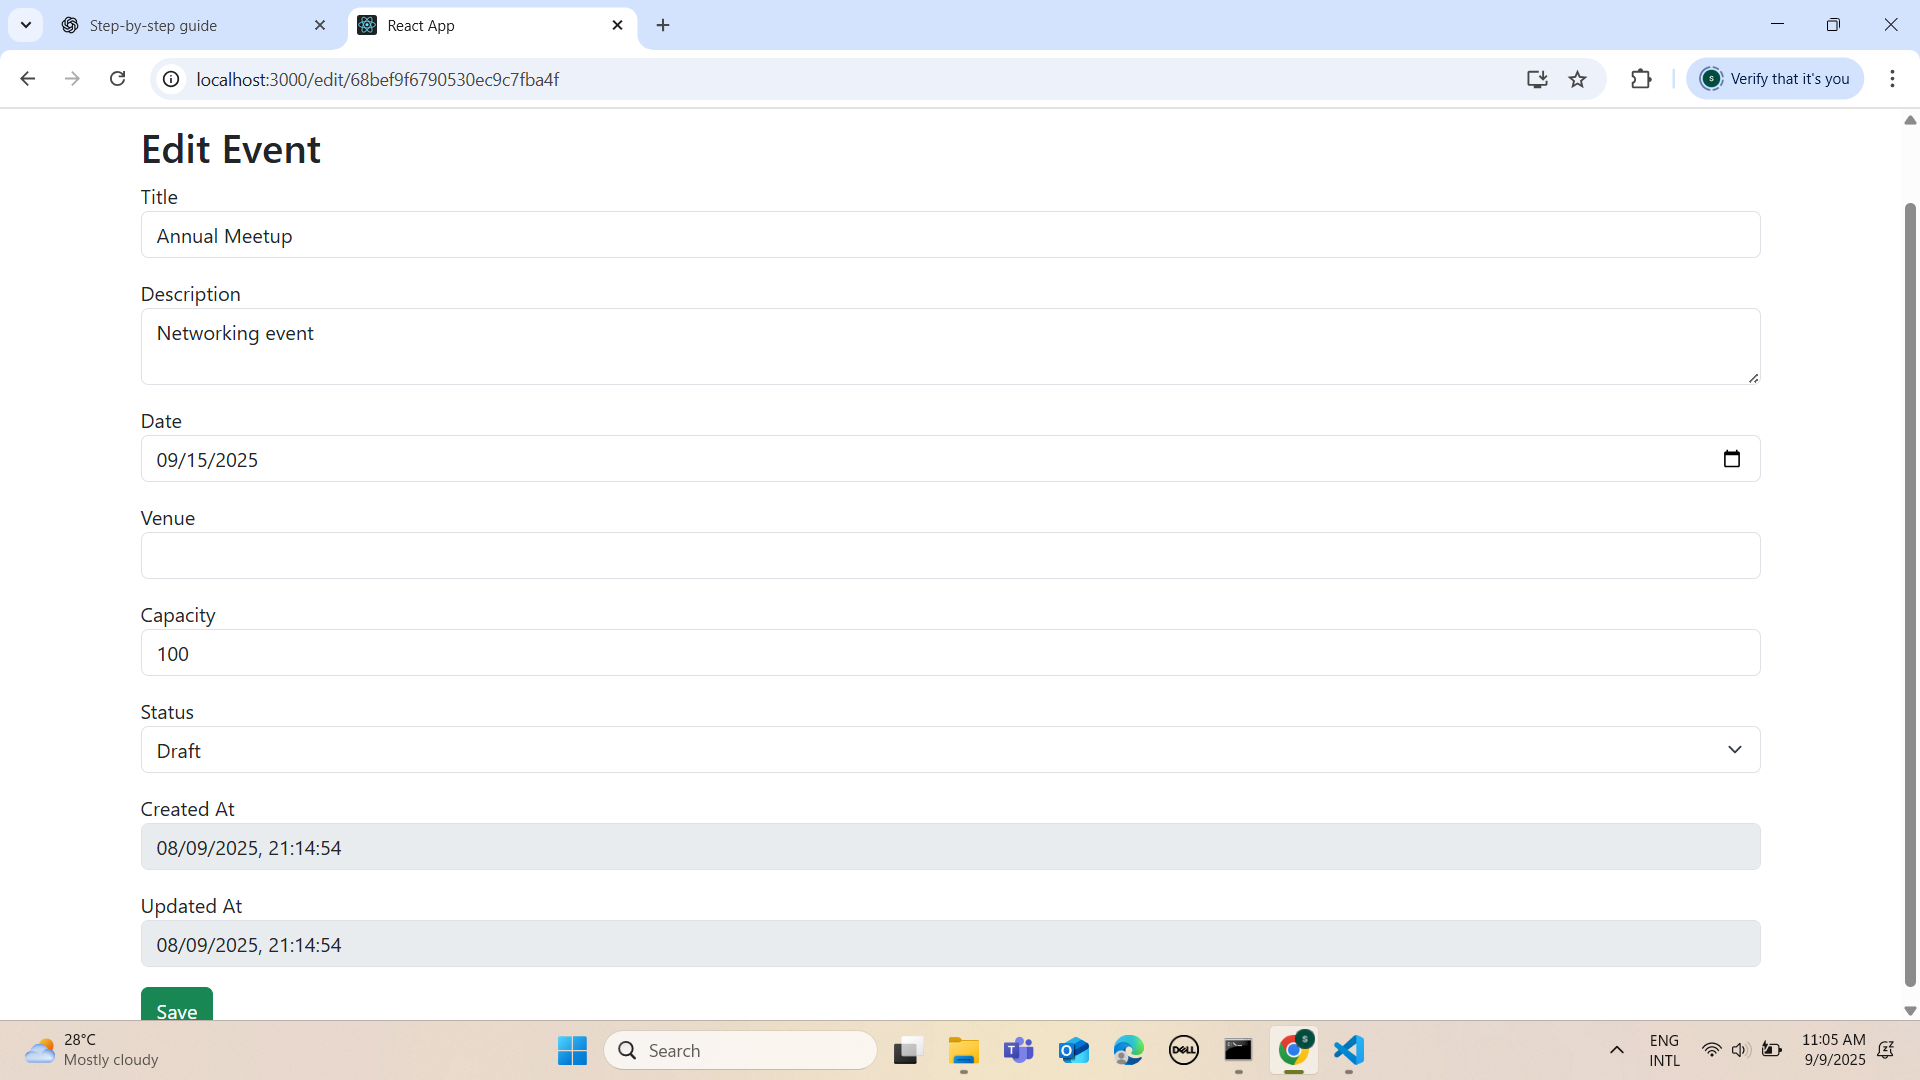 Step-by-step guide
React App
localhost:3000/edit/68bef9f6790530ec9c7fba4f
S
Verify that it's you
Edit Event
Title
Annual Meetup
Description
Networking event
Date
09/15/2025
Venue
Capacity
100
Status
Draft
Created At
08/09/2025, 21:14:54
Updated At
08/09/2025, 21:14:54
Save
28°C
Mostly cloudy
Search
DELL
S
ENG
INTL
11:05 AM
9/9/2025